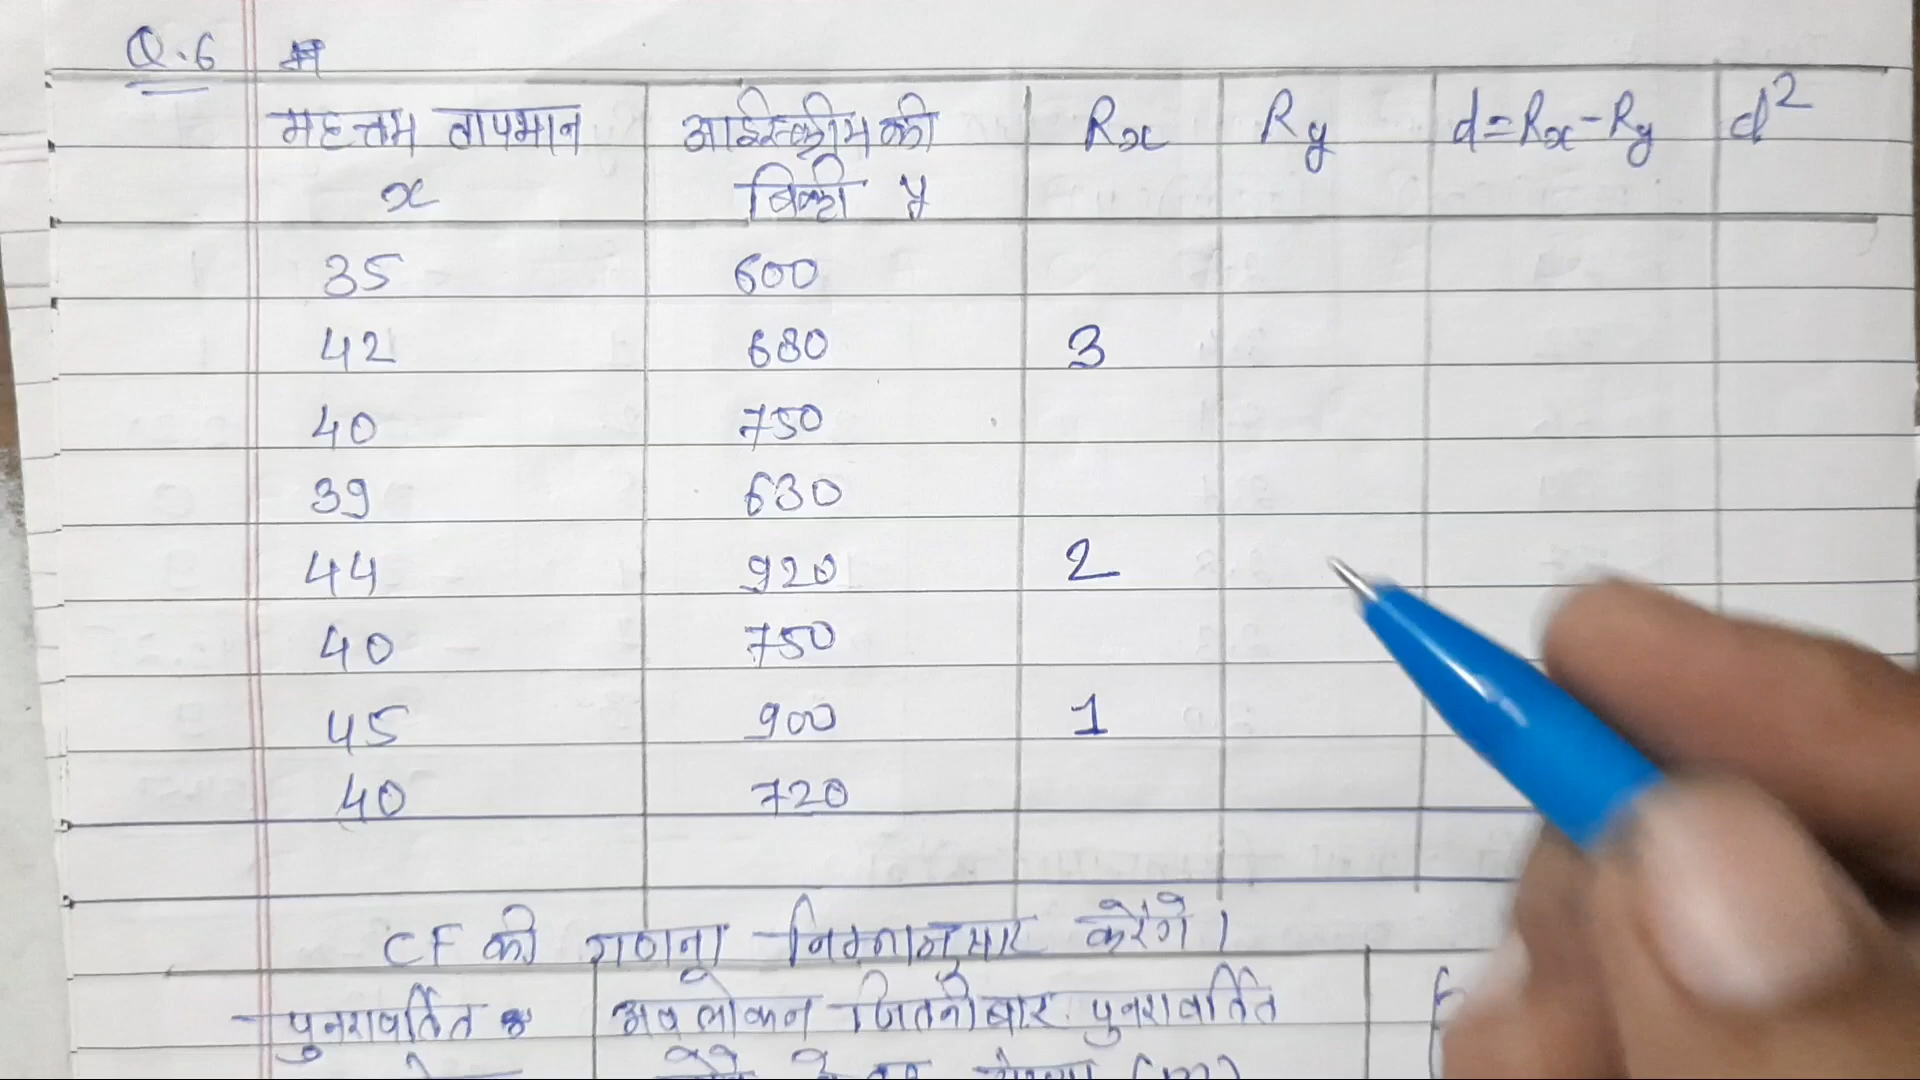 Q.6
महत्तम तापमान x | आईस्क्रीम की बिक्री y | Rx | Ry | d=Rx-Ry | d²
35 | 600
42 | 680 | 3
40 | 750
39 | 630
44 | 920 | 2
40 | 750
45 | 900 | 1
40 | 720
CF की गणना निम्नानुसार करेंगे।
पुनरावर्तित | अवलोकन जितनी बार पुनरावर्तित
(m)